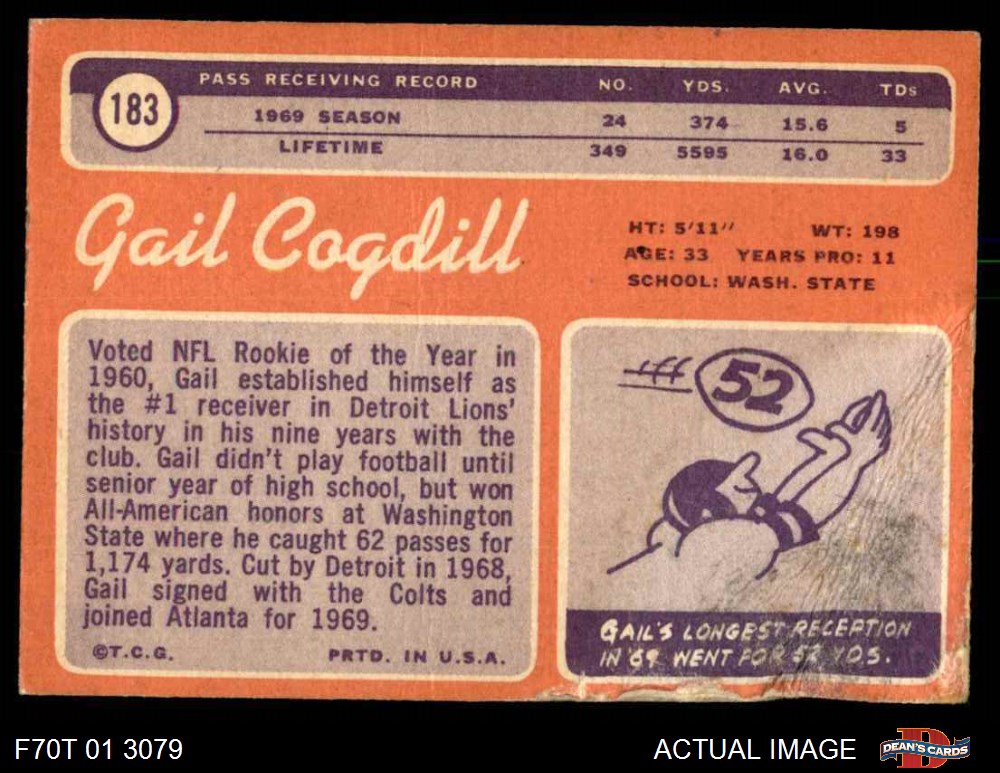 PASS RECEIVING RECORD NO. YDS. AVG. TDs
183
1969 SEASON 24 374 15.6 5
LIFETIME 349 5595 16.0 33
Gail Cogdill
HT: 5'11" WT: 198
AGE: 33 YEARS PRO: 11
SCHOOL: WASH. STATE
Voted NFL Rookie of the Year in
1960, Gail established himself as
the #1 receiver in Detroit Lions'
history in his nine years with the
club. Gail didn't play football until
senior year of high school, but won
All-American honors at Washington
State where he caught 62 passes for
1,174 yards. Cut by Detroit in 1968,
Gail signed with the Colts and
joined Atlanta for 1969.
©T.C.G. PRTD. IN U.S.A.
52
GAIL'S LONGEST RECEPTION
IN '69 WENT FOR 52 YDS.
F70T 01 3079
ACTUAL IMAGE
DEAN'S CARDS